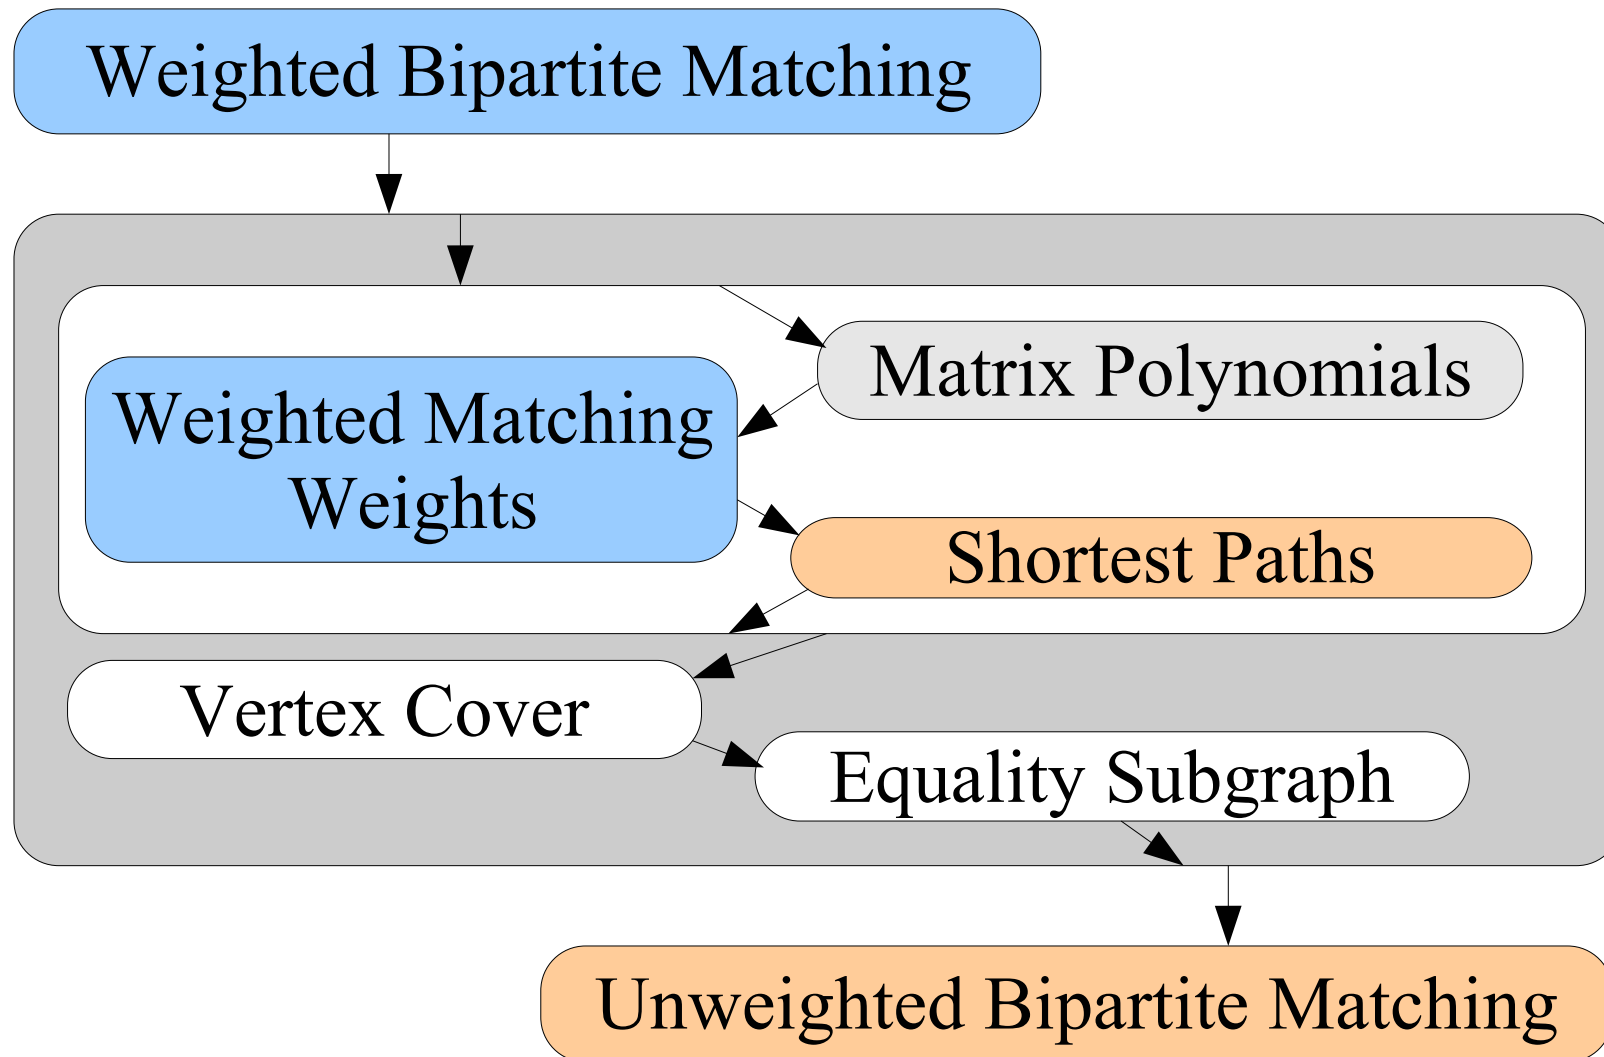 Weighted Bipartite Matching
Matrix Polynomials
Weighted Matching
Weights
Shortest Paths
Vertex Cover
Equality Subgraph
Unweighted Bipartite Matching